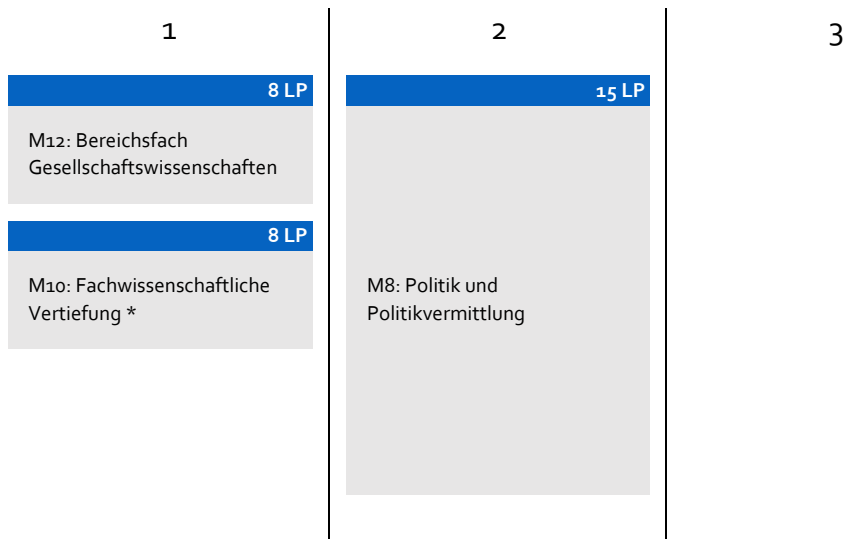 1
8 LP
M12: Bereichsfach
Gesellschaftswissenschaften
8 LP
M10: Fachwissenschaftliche
Vertiefung *
2
15 LP
M8: Politik und
Politikvermittlung
3